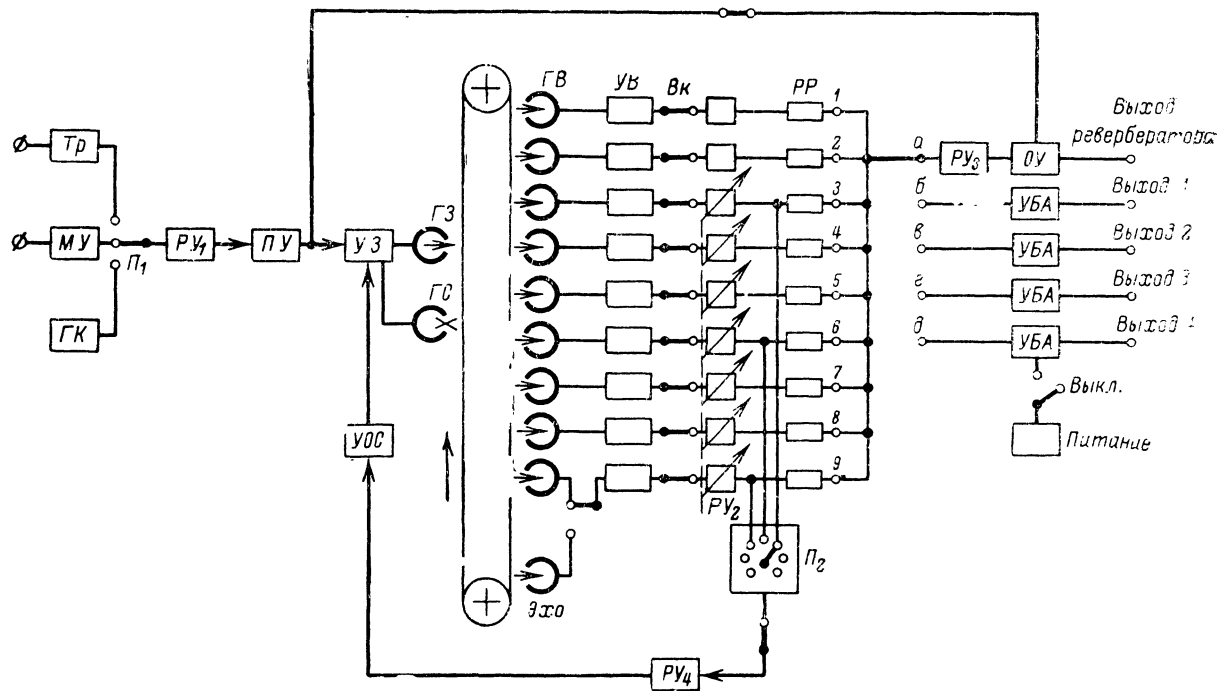 ГВ
УВ
Вк
РР
1
2
3
4
5
6
7
8
9
Тр
МУ
ГК
П1
РУ1
ПУ
УЗ
ГЗ
ГС
УОС
Эхо
РУ2
П2
РУ4
а
б
в
г
д
РУ3
ОУ
УБА
УБА
УБА
УБА
Выход
ревербератора
Выход 1
Выход 2
Выход 3
Выход
Выкл.
Питание